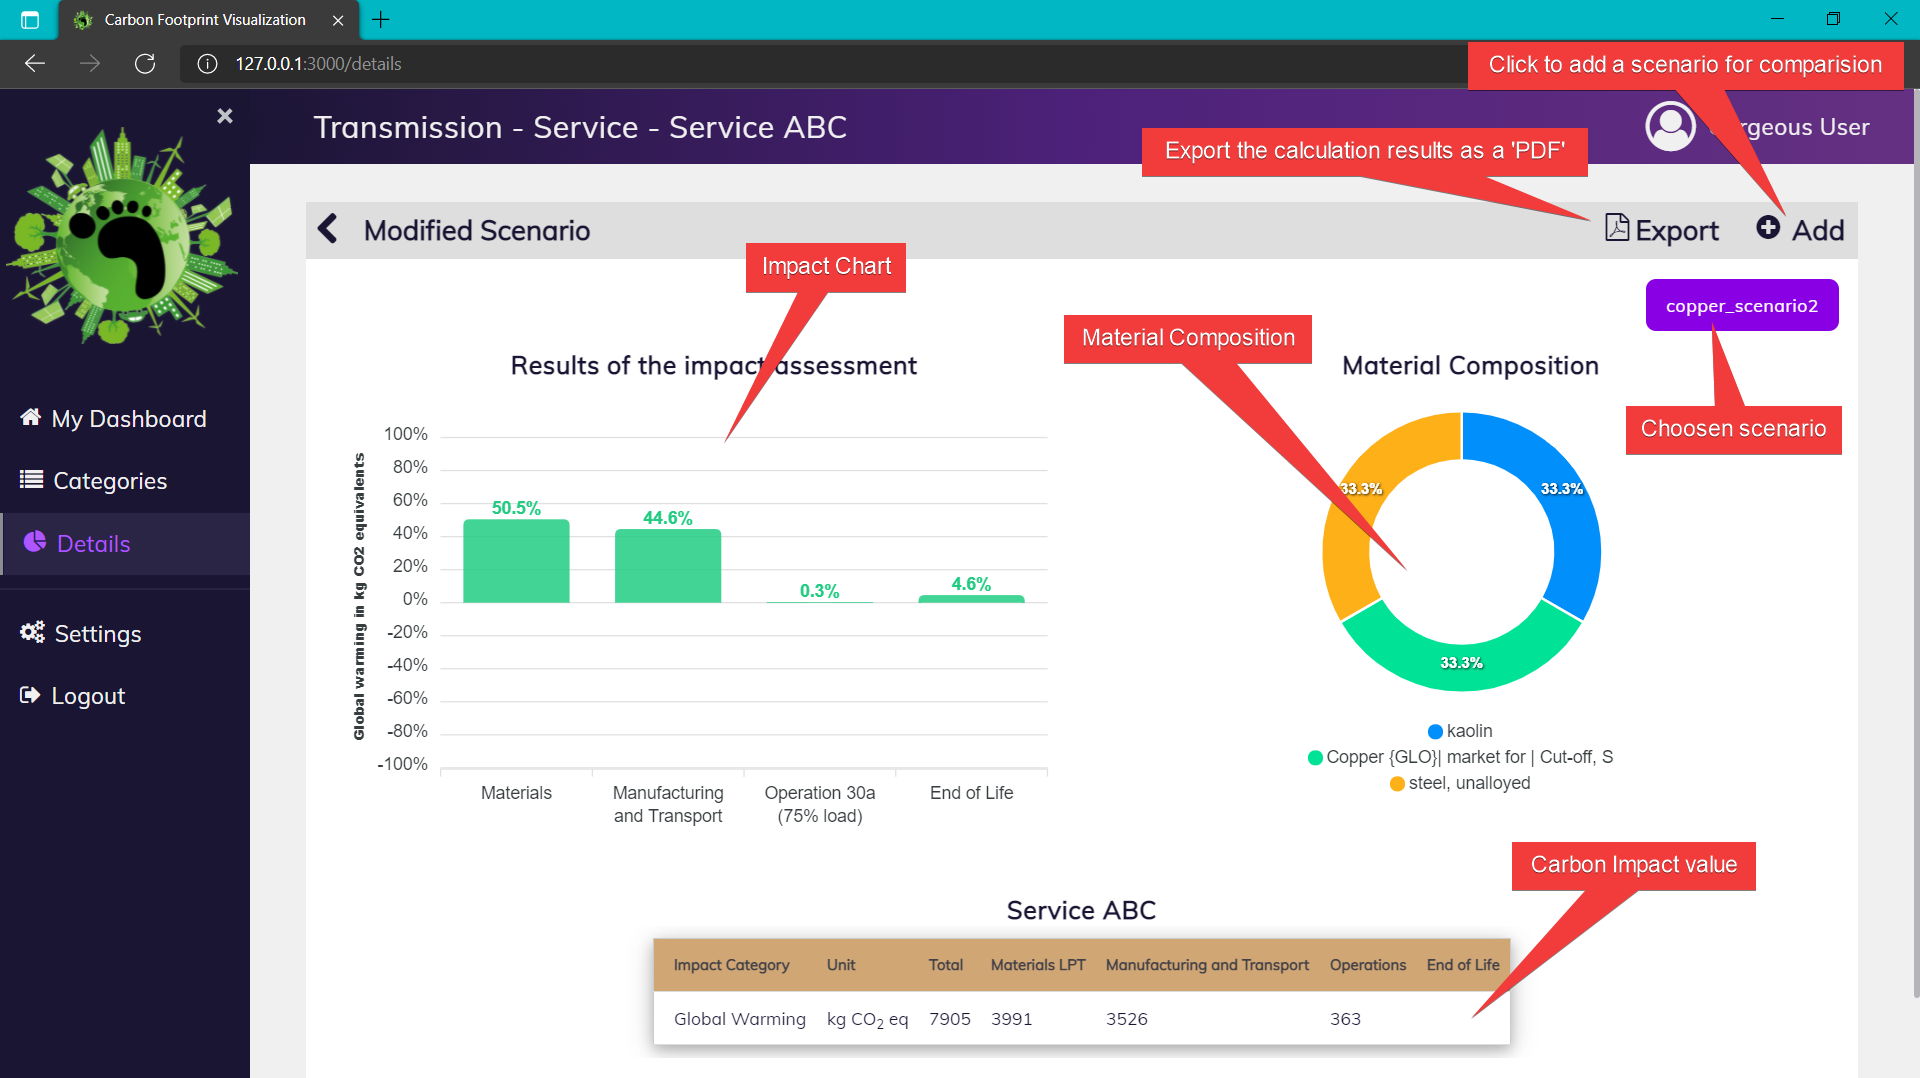 Carbon Footprint Visualization
127.0.0.1:3000/details
Click to add a scenario for comparision
Transmission - Service - Service ABC
rgeous User
Export the calculation results as a 'PDF'
Modified Scenario
Export
Add
Impact Chart
copper_scenario2
Material Composition
Choosen scenario
My Dashboard
Categories
Details
Settings
Logout
Results of the impact assessment
Global warming in kg CO2 equivalents
100%
80%
60%
40%
20%
0%
-20%
-40%
-60%
-80%
-100%
50.5%
44.6%
0.3%
4.6%
Materials
Manufacturing
and Transport
Operation 30a
(75% load)
End of Life
Material Composition
33.3%
33.3%
33.3%
kaolin
Copper {GLO}| market for | Cut-off, S
steel, unalloyed
Carbon Impact value
Service ABC
Impact Category Unit Total Materials LPT Manufacturing and Transport Operations End of Life
Global Warming kg CO2 eq 7905 3991 3526 363